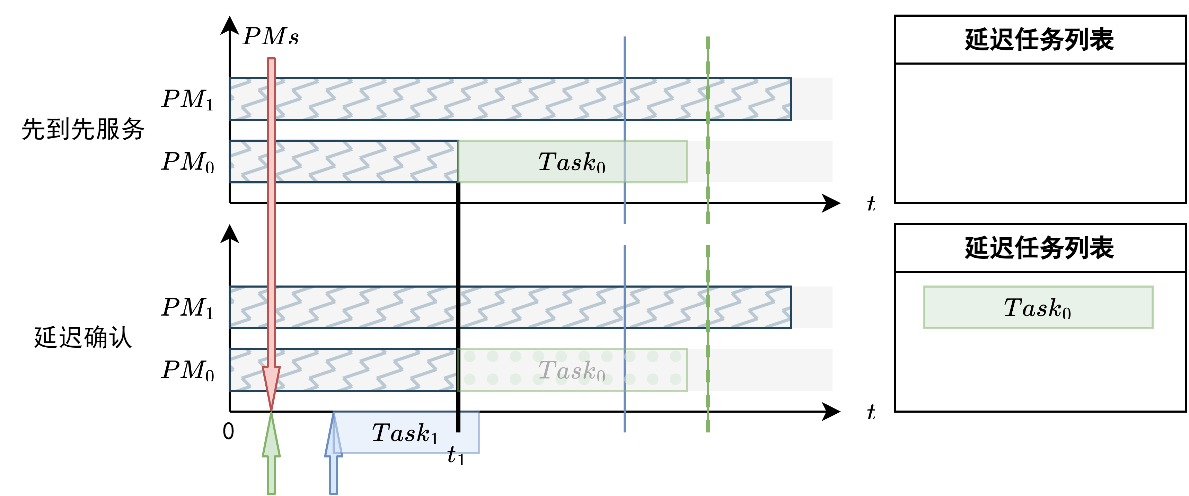 PMs
延迟任务列表
先到先服务
PM₁
PM₀
Task₀
t
延迟任务列表
延迟确认
PM₁
PM₀
Task₀
Task₀
t
0
Task₁
t₁